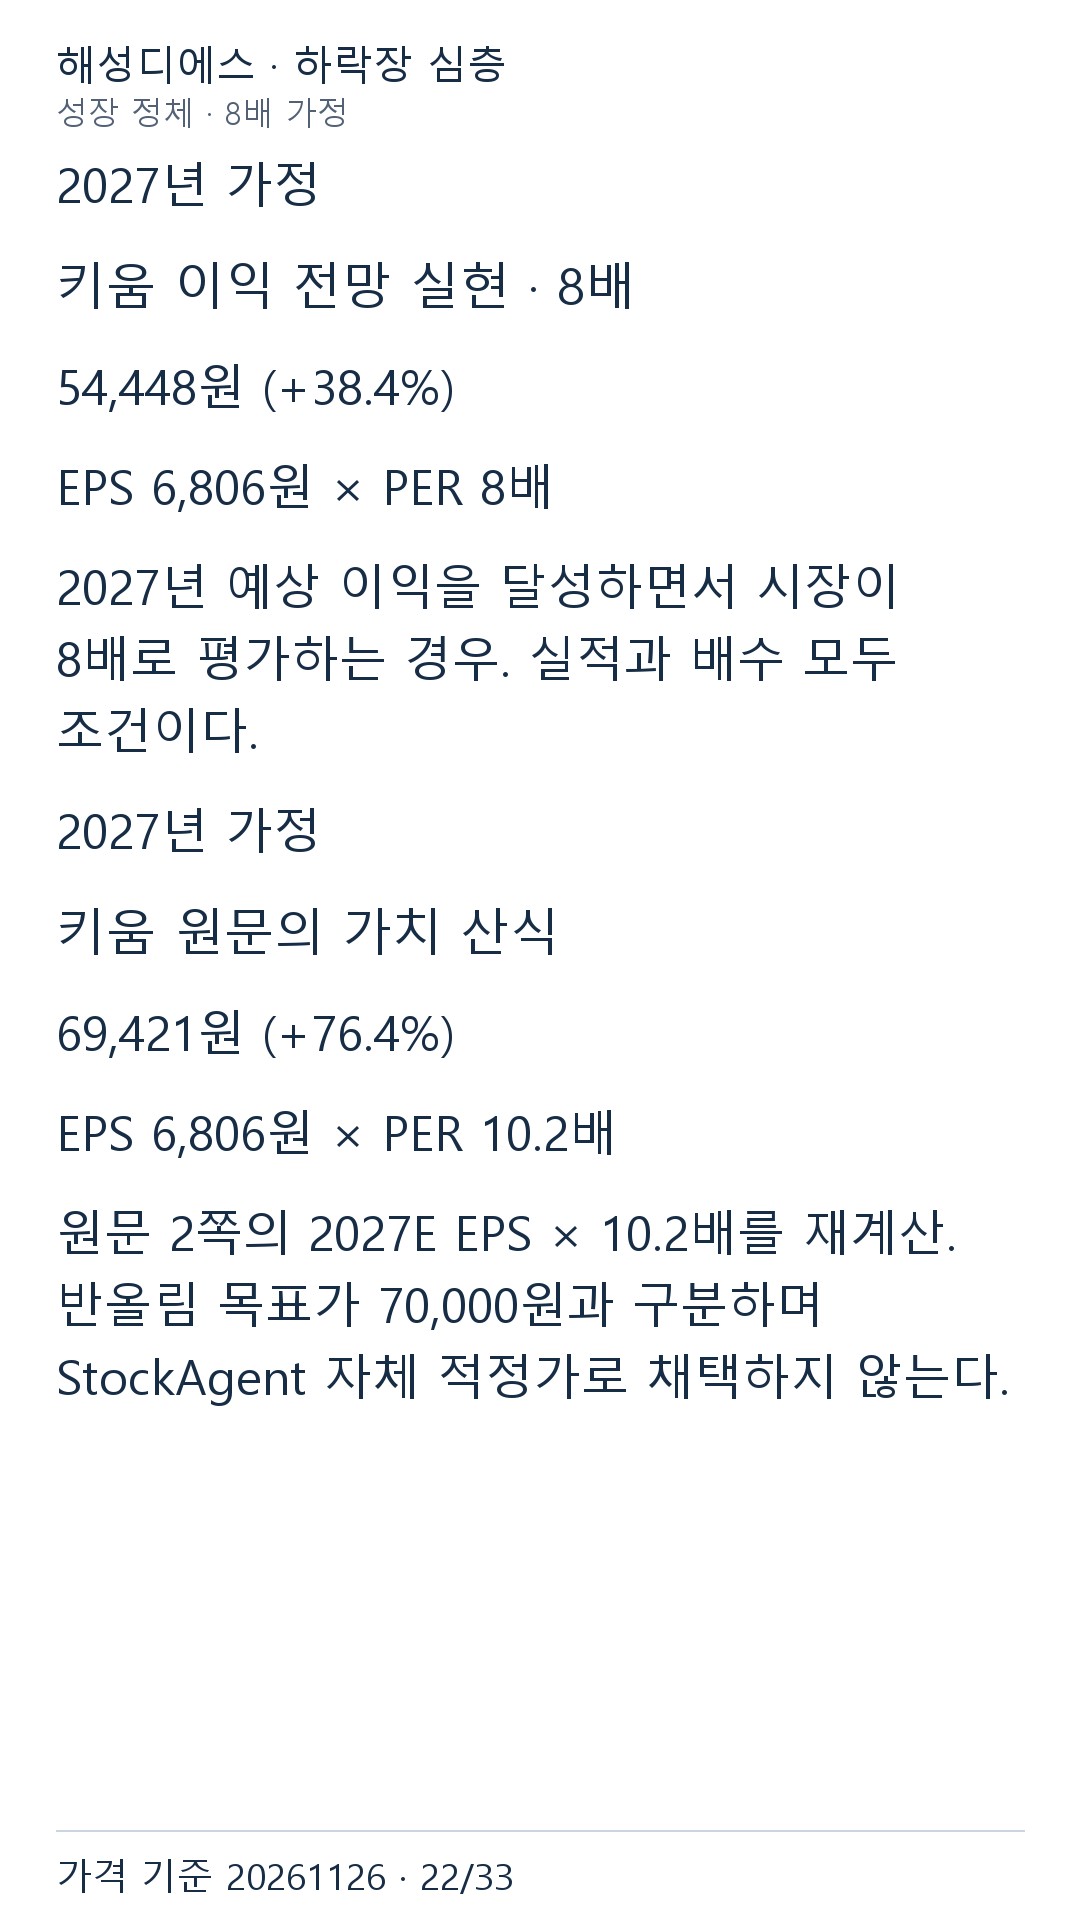 해성디에스 · 하락장 심층
성장 정체 · 8배 가정
2027년 가정
키움 이익 전망 실현 · 8배
54,448원 (+38.4%)
EPS 6,806원 × PER 8배
2027년 예상 이익을 달성하면서 시장이
8배로 평가하는 경우. 실적과 배수 모두
조건이다.
2027년 가정
키움 원문의 가치 산식
69,421원 (+76.4%)
EPS 6,806원 × PER 10.2배
원문 2쪽의 2027E EPS × 10.2배를 재계산.
반올림 목표가 70,000원과 구분하며
StockAgent 자체 적정가로 채택하지 않는다.
가격 기준 20261126 · 22/33